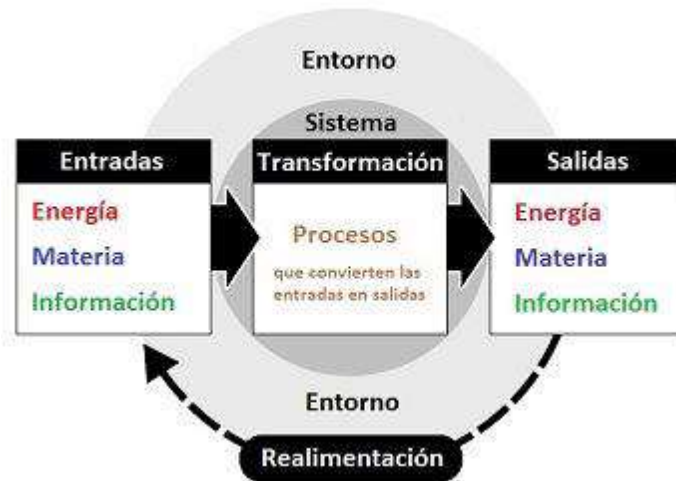 Entorno
Sistema
Entradas
Energía
Materia
Información
Transformación
Procesos
que convierten las
entradas en salidas
Salidas
Energía
Materia
Información
Entorno
Realimentación